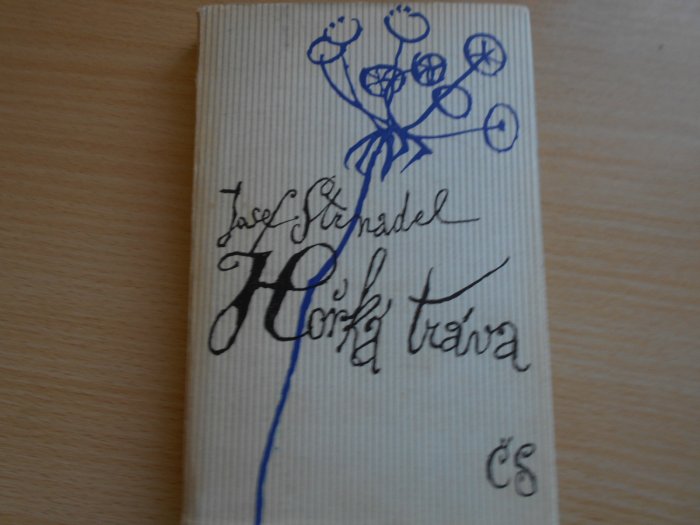 Josef Strnadel
Hořká tráva
ČS